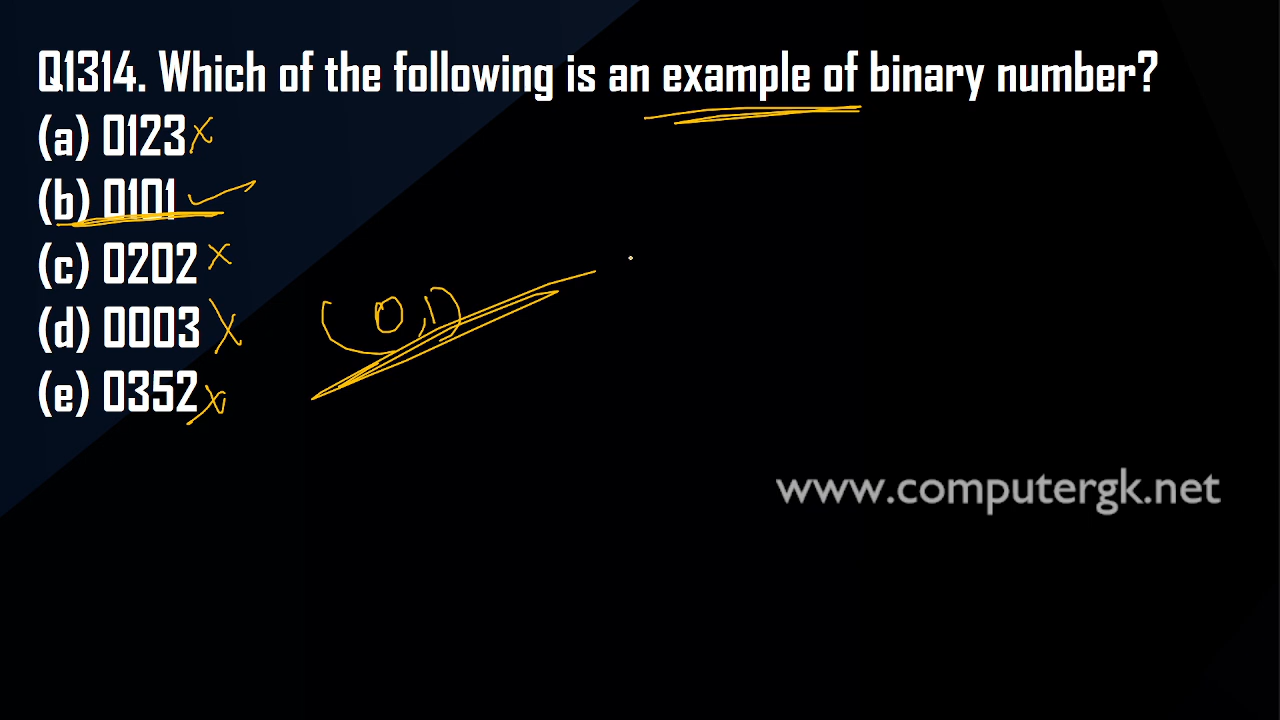 Q1314. Which of the following is an example of binary number?
(a) 0123 x
(b) 0101 ✓
(c) 0202 x
(d) 0003 x
(0,1)
(e) 0352 x
www.computergk.net